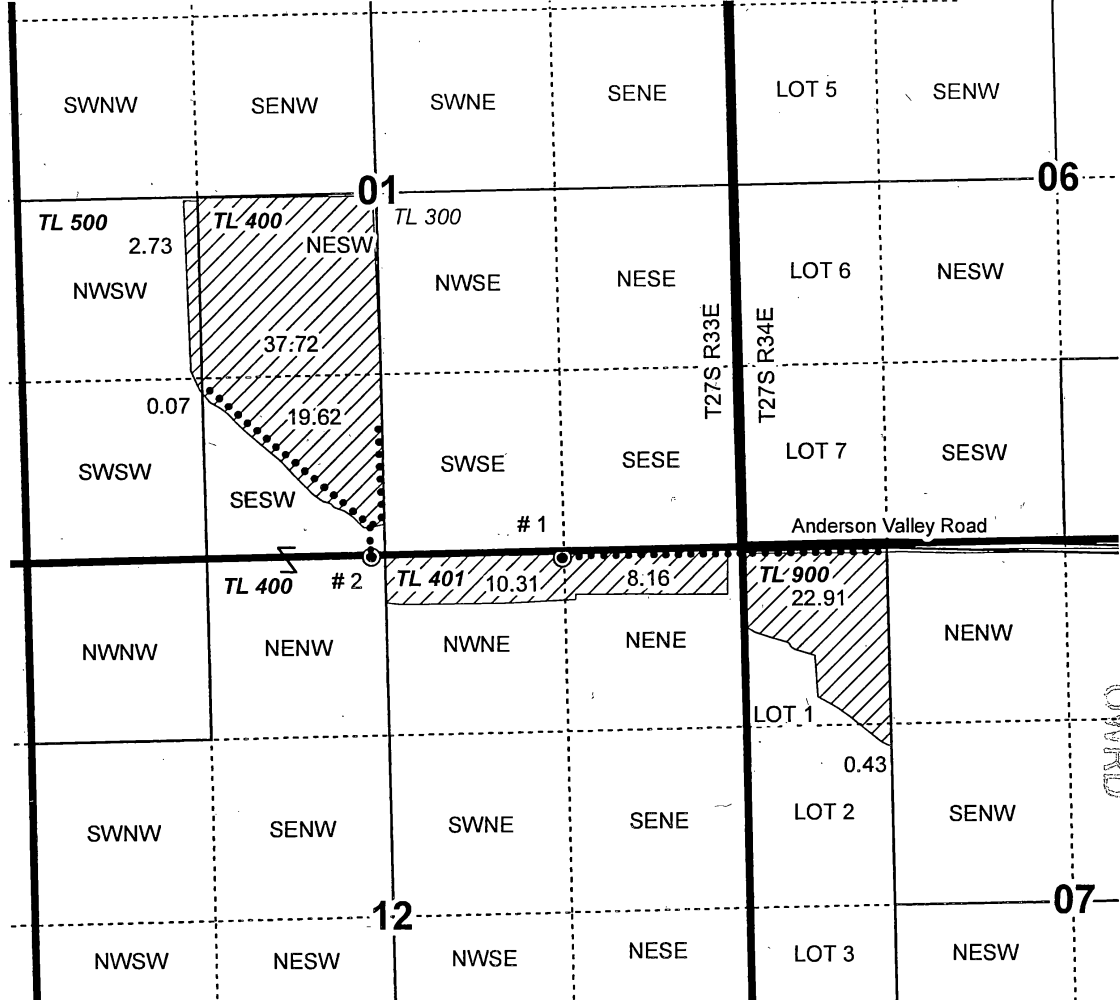 SWNW SENW SWNE SENE LOT 5 SENW
01 06
TL 500 TL 400 TL 300
2.73 NESW
NWSW NWSE NESE LOT 6 NESW
T27S R33E T27S R34E
37.72
0.07 19.62
SWSW SESW SWSE SESE LOT 7 SESW
# 1 Anderson Valley Road
TL 400 # 2 TL 401 10.31 8.16 TL 900
22.91
NWNW NENW NWNE NENE NENW
LOT 1
OWRD
0.43
SWNW SENW SWNE SENE LOT 2 SENW
12 07
NWSW NESW NWSE NESE LOT 3 NESW